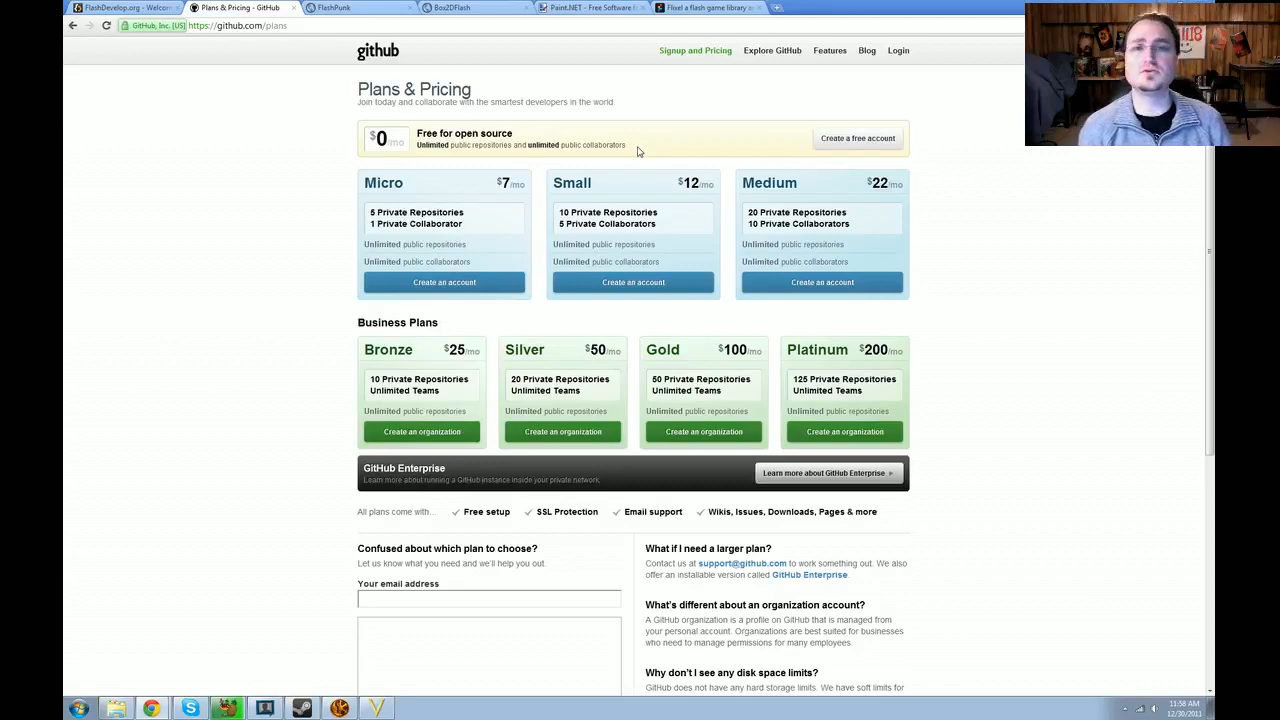 FlashDevelop.org - Welcom
Plans & Pricing - GitHub
FlashPunk
Box2DFlash
Paint.NET - Free Software f
Flixel a flash game library a
GitHub, Inc. [US]
https://github.com/plans
github
Signup and Pricing Explore GitHub Features Blog Login
Plans & Pricing
Join today and collaborate with the smartest developers in the world
$0/mo
Free for open source
Unlimited public repositories and unlimited public collaborators
Create a free account
Micro $7/mo
5 Private Repositories
1 Private Collaborator
Unlimited public repositories
Unlimited public collaborators
Create an account
Small $12/mo
10 Private Repositories
5 Private Collaborators
Unlimited public repositories
Unlimited public collaborators
Create an account
Medium $22/mo
20 Private Repositories
10 Private Collaborators
Unlimited public repositories
Unlimited public collaborators
Create an account
Business Plans
Bronze $25/mo
10 Private Repositories
Unlimited Teams
Unlimited public repositories
Create an organization
Silver $50/mo
20 Private Repositories
Unlimited Teams
Unlimited public repositories
Create an organization
Gold $100/mo
50 Private Repositories
Unlimited Teams
Unlimited public repositories
Create an organization
Platinum $200/mo
125 Private Repositories
Unlimited Teams
Unlimited public repositories
Create an organization
GitHub Enterprise
Learn more about running a GitHub instance inside your private network.
Learn more about GitHub Enterprise
All plans come with... Free setup SSL Protection Email support Wikis, Issues, Downloads, Pages & more
Confused about which plan to choose?
Let us know what you need and we'll help you out.
Your email address
What if I need a larger plan?
Contact us at support@github.com to work something out. We also
offer an installable version called GitHub Enterprise.
What's different about an organization account?
A GitHub organization is a profile on GitHub that is managed from
your personal account. Organizations are best suited for businesses
who need to manage permissions for many employees.
Why don't I see any disk space limits?
GitHub does not have any hard storage limits. We have soft limits for
11:58 AM
12/30/2011